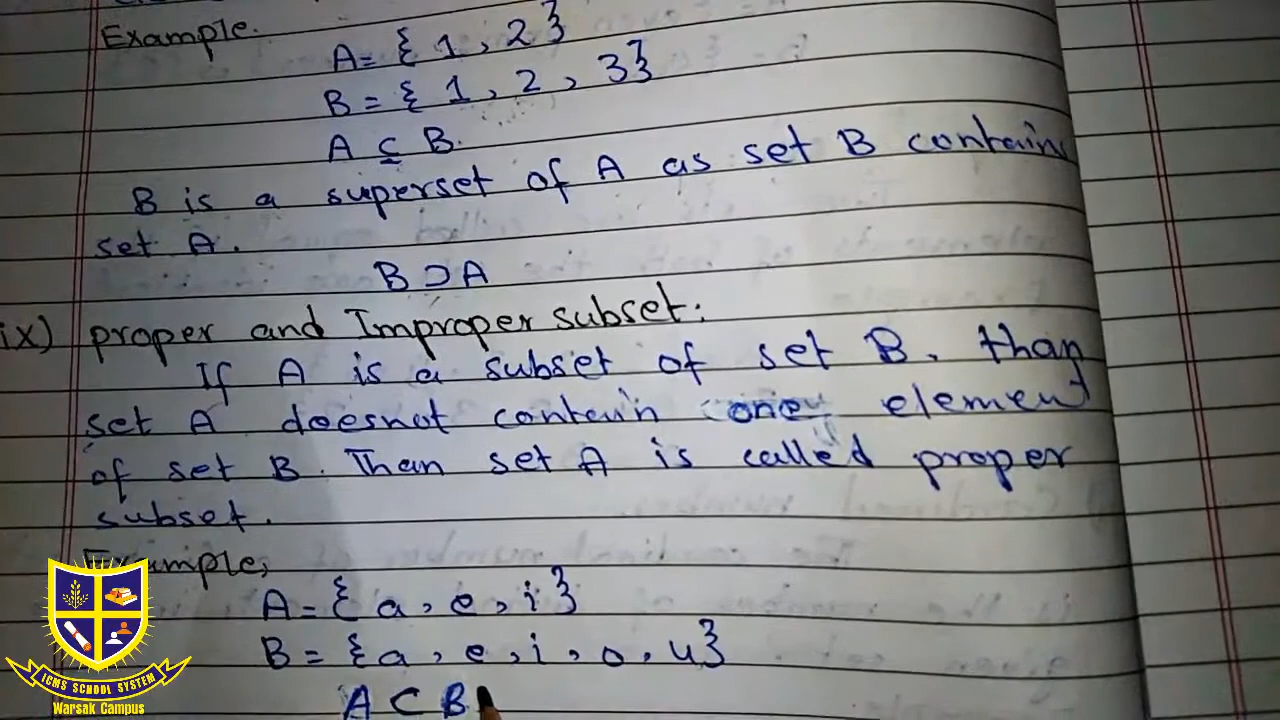 Example.
A= { 1 , 2 }
B = { 1 , 2 , 3}
A ⊆ B.
B is a superset of A as set B contains
set A.
B ⊃ A
ix) proper and Improper subset:
If A is a subset of set B. than
set A doesnot contain one element
of set B. Than set A is called proper
subset.
Example,
A = { a , e , i }
B = { a , e , i , o , u }
A ⊂ B
ICMS SCHOOL SYSTEM
Warsak Campus